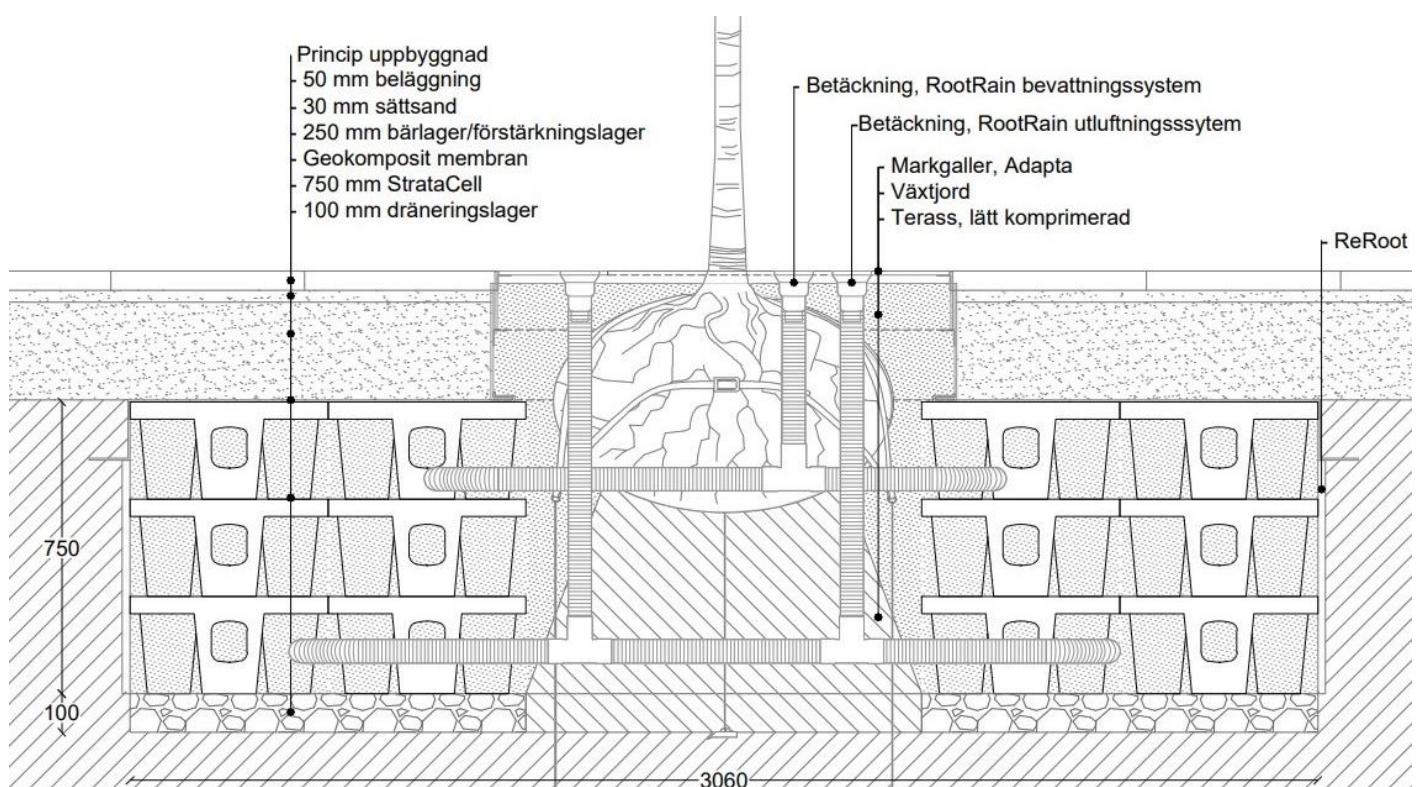 Princip uppbyggnad
50 mm beläggning
30 mm sättsand
250 mm bärlager/förstärkningslager
Geokomposit membran
750 mm StrataCell
100 mm dräneringslager
Betäckning, RootRain bevattningssystem
Betäckning, RootRain utluftningsssytem
Markgaller, Adapta
Växtjord
Terass, lätt komprimerad
ReRoot
750
100
3060